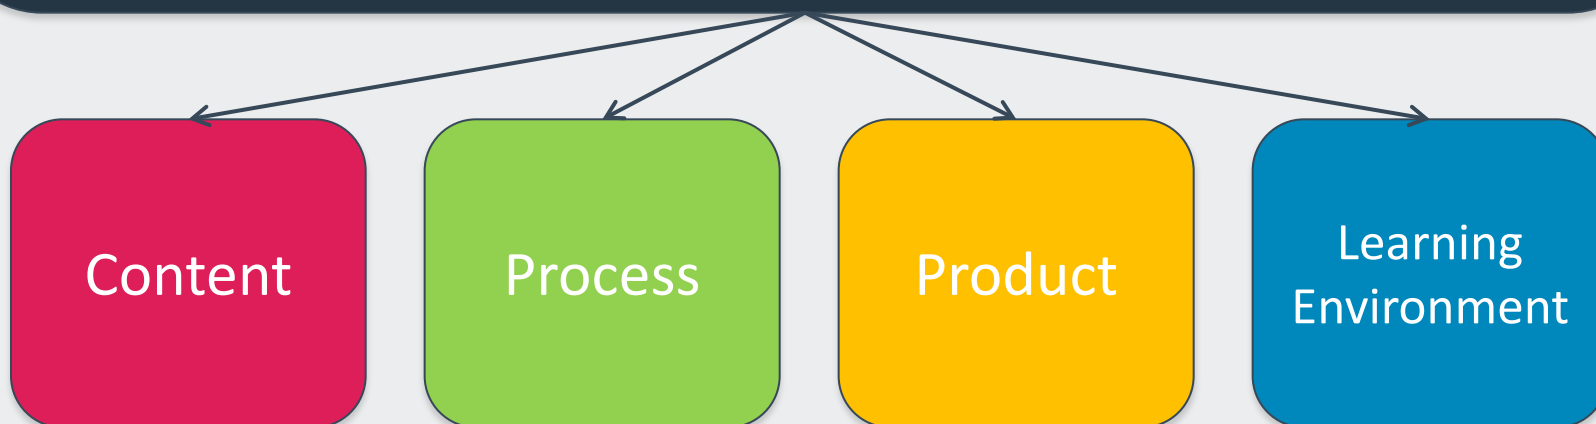 Content
Process
Product
Learning
Environment